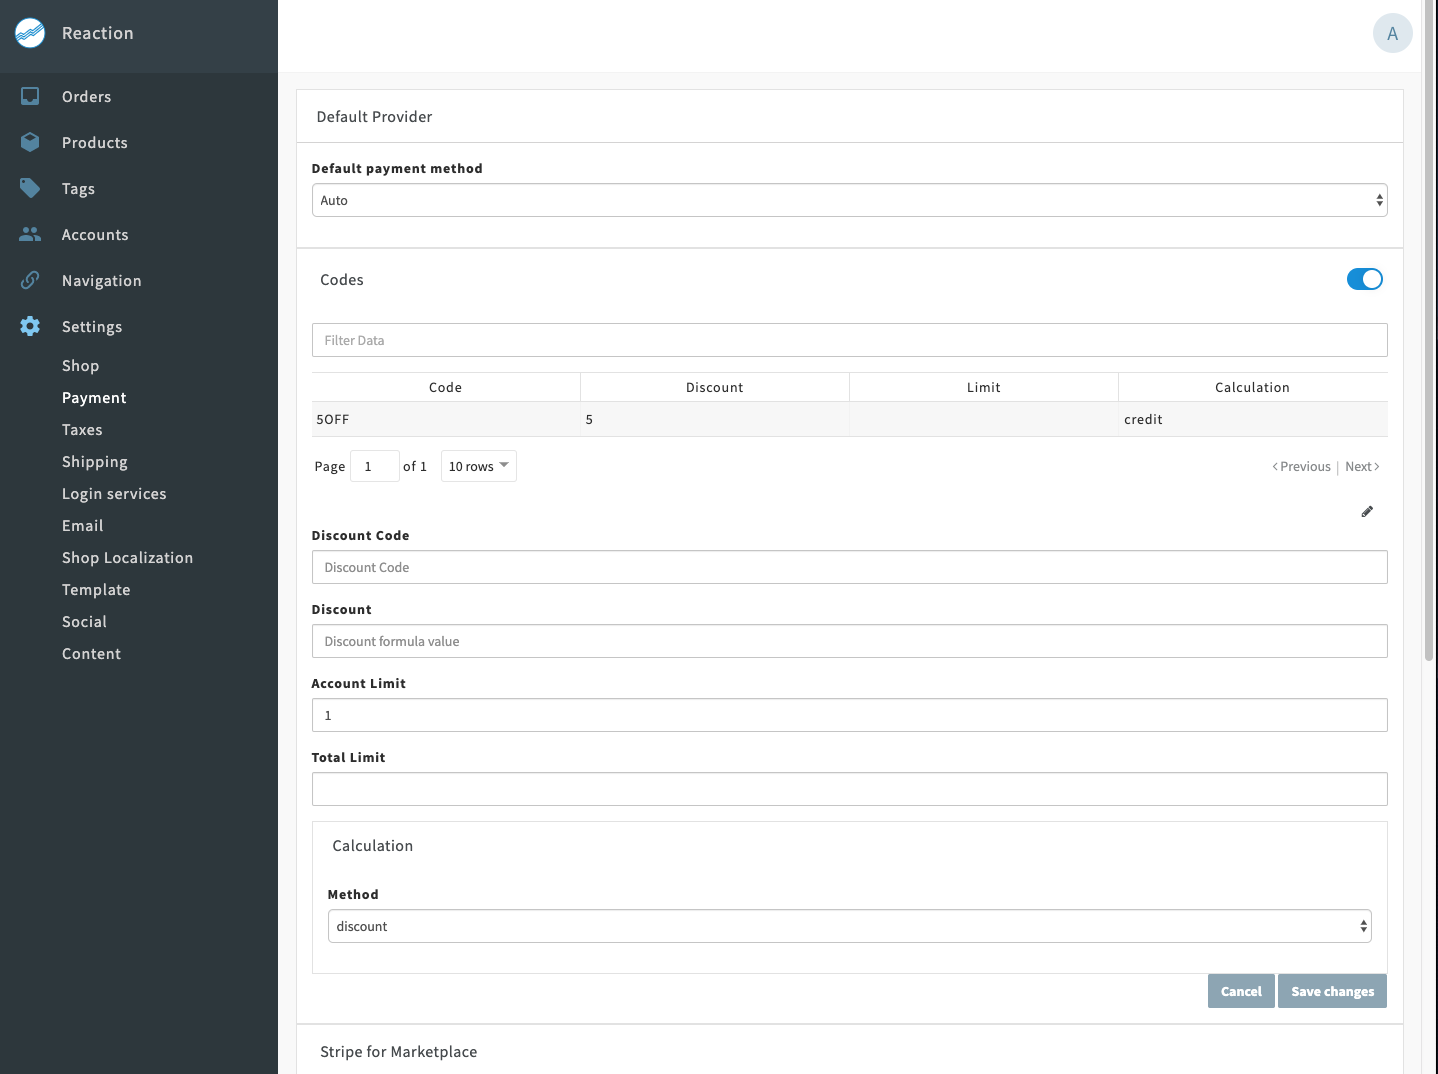 Reaction
A
Orders
Products
Tags
Accounts
Navigation
Settings
Shop
Payment
Taxes
Shipping
Login services
Email
Shop Localization
Template
Social
Content
Default Provider
Default payment method
Auto
Codes
Filter Data
Code Discount Limit Calculation
5OFF 5 credit
Page 1 of 1 10 rows Previous | Next
Discount Code
Discount Code
Discount
Discount formula value
Account Limit
1
Total Limit
Calculation
Method
discount
Cancel Save changes
Stripe for Marketplace